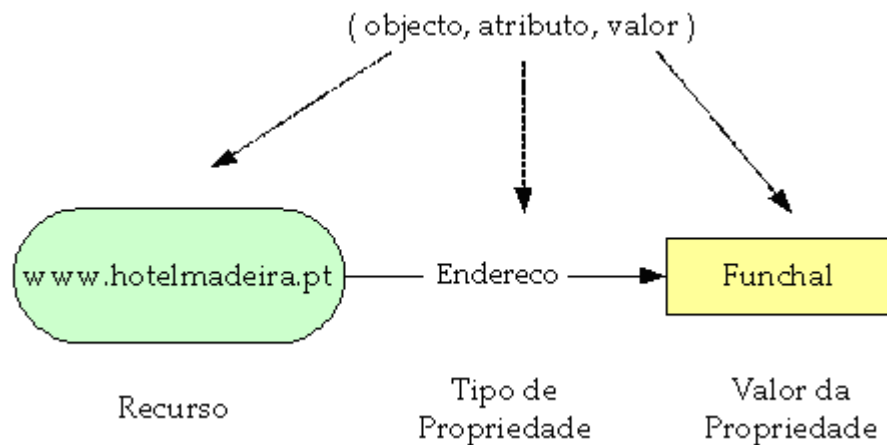 ( objecto, atributo, valor )
www.hotelmadeira.pt
Endereco
Funchal
Recurso
Tipo de
Propriedade
Valor da
Propriedade